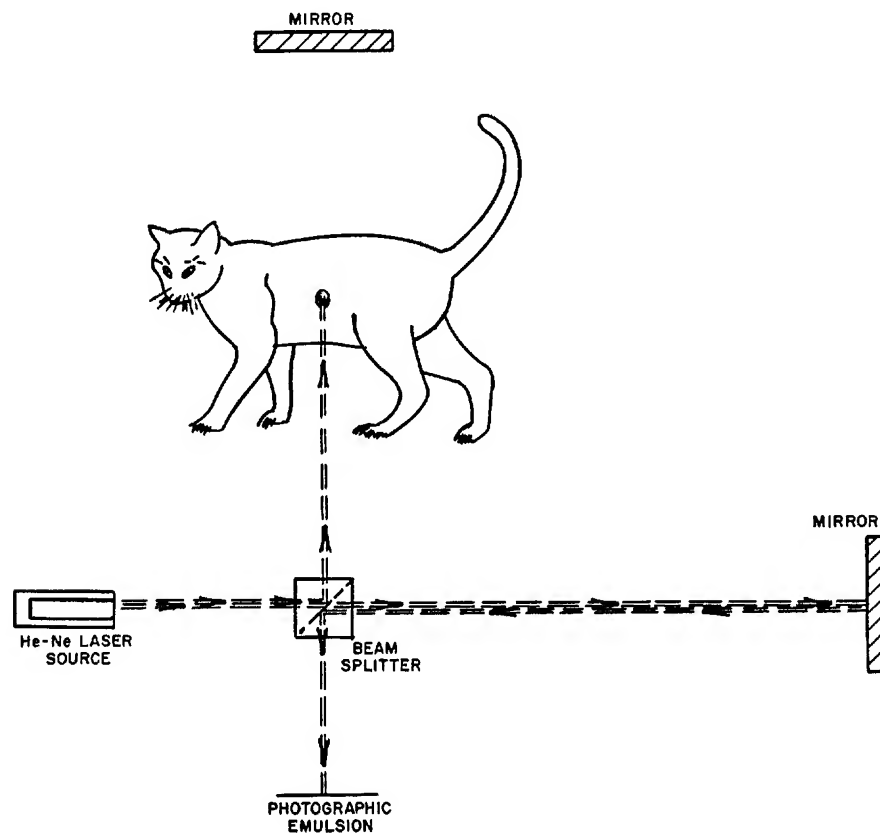 MIRROR
MIRROR
He-Ne LASER
SOURCE
BEAM
SPLITTER
PHOTOGRAPHIC
EMULSION